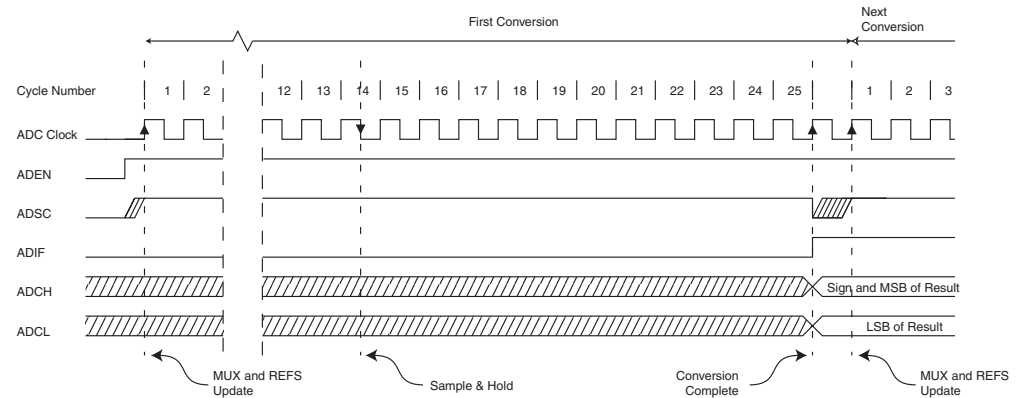 First Conversion
Next
Conversion
Cycle Number 1 2 12 13 14 15 16 17 18 19 20 21 22 23 24 25 1 2 3
ADC Clock
ADEN
ADSC
ADIF
ADCH Sign and MSB of Result
ADCL LSB of Result
MUX and REFS
Update
Sample & Hold
Conversion
Complete
MUX and REFS
Update